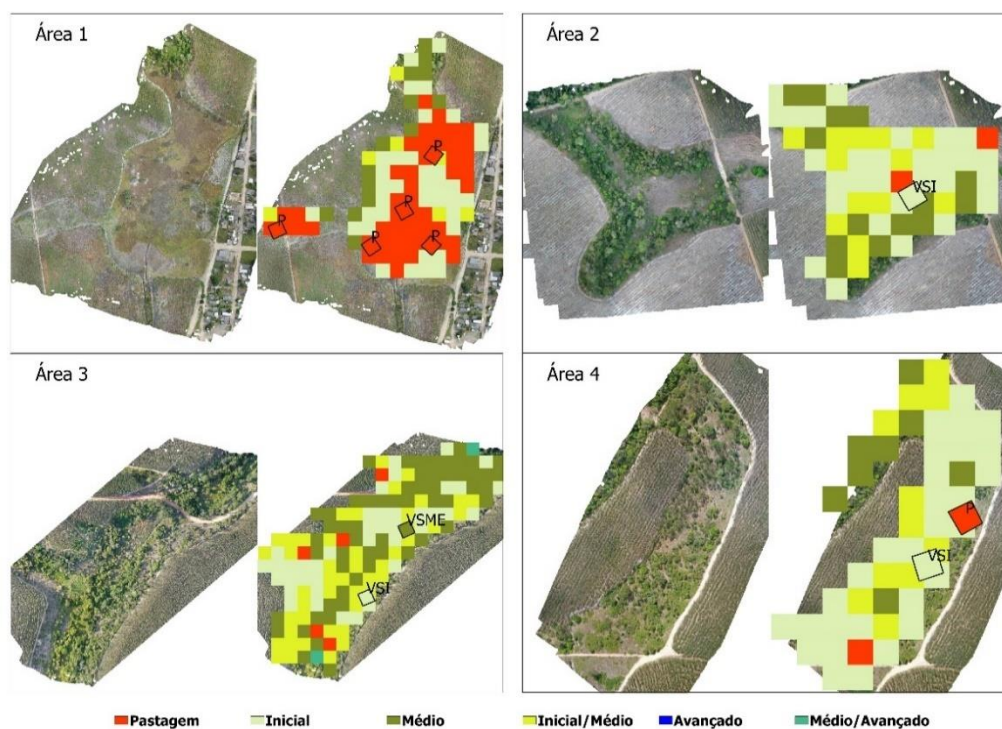 Área 1
P
P
P
P
P
Área 2
VSI
Área 3
VSME
VSI
Área 4
A
VSI
Pastagem
Inicial
Médio
Inicial/Médio
Avançado
Médio/Avançado